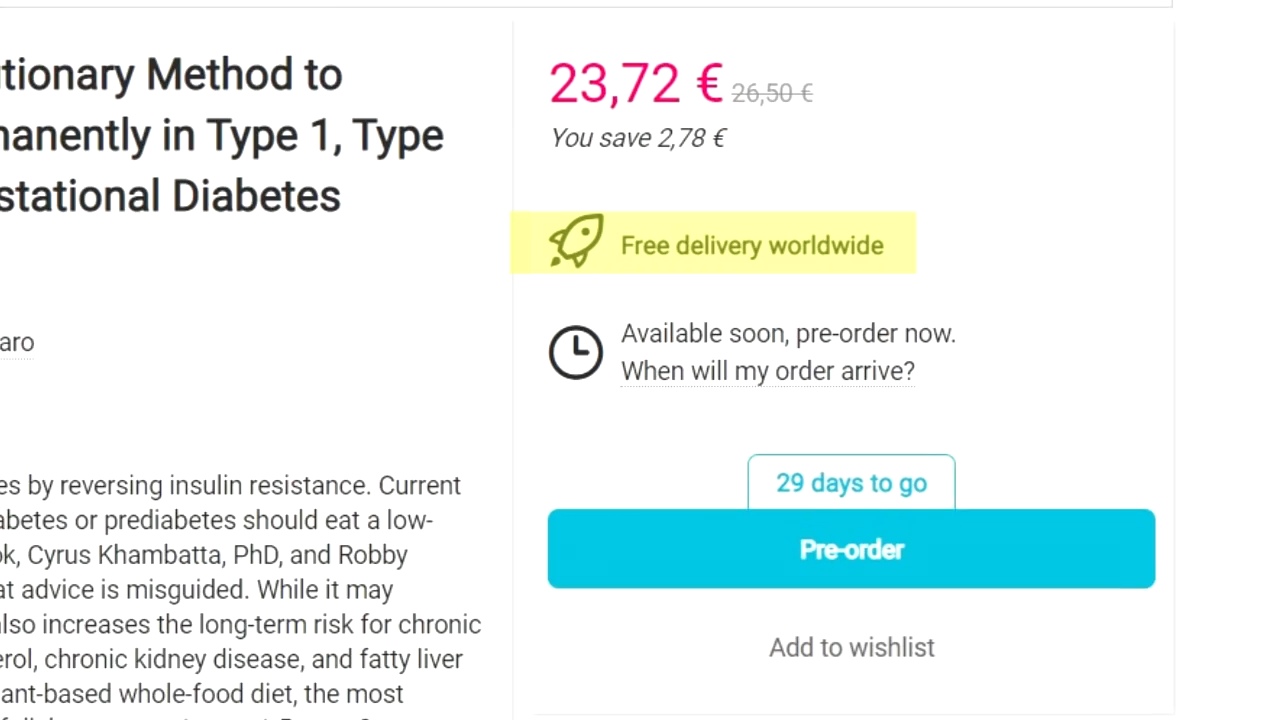 tionary Method to
anently in Type 1, Type
stational Diabetes
aro
es by reversing insulin resistance. Current
abetes or prediabetes should eat a low-
ok, Cyrus Khambatta, PhD, and Robby
at advice is misguided. While it may
also increases the long-term risk for chronic
erol, chronic kidney disease, and fatty liver
ant-based whole-food diet, the most
23,72 € 26,50 €
You save 2,78 €
Free delivery worldwide
Available soon, pre-order now.
When will my order arrive?
29 days to go
Pre-order
Add to wishlist